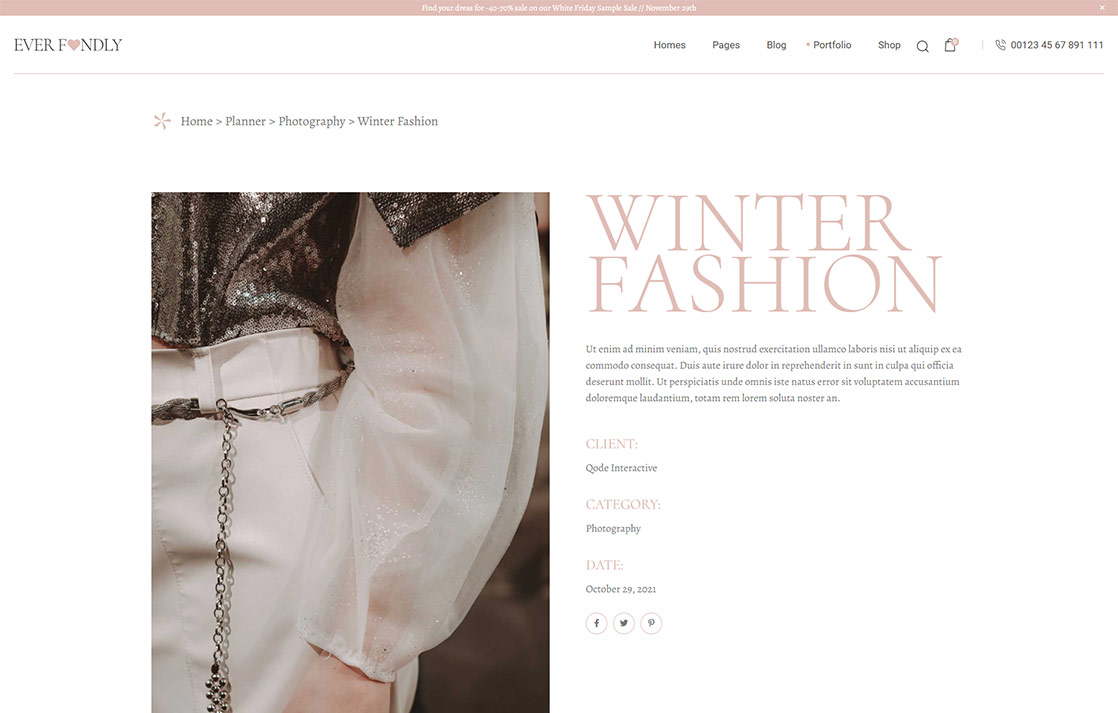 Find your dress for -40-70% sale on our White Friday Sample Sale // November 29th
EVER FONDLY
Homes Pages Blog Portfolio Shop 0 00123 45 67 891 111
Home > Planner > Photography > Winter Fashion
WINTER
FASHION
Ut enim ad minim veniam, quis nostrud exercitation ullamco laboris nisi ut aliquip ex ea
commodo consequat. Duis aute irure dolor in reprehenderit in sunt in culpa qui officia
deserunt mollit. Ut perspiciatis unde omnis iste natus error sit voluptatem accusantium
doloremque laudantium, totam rem lorem soluta noster an.
CLIENT:
Qode Interactive
CATEGORY:
Photography
DATE:
October 29, 2021